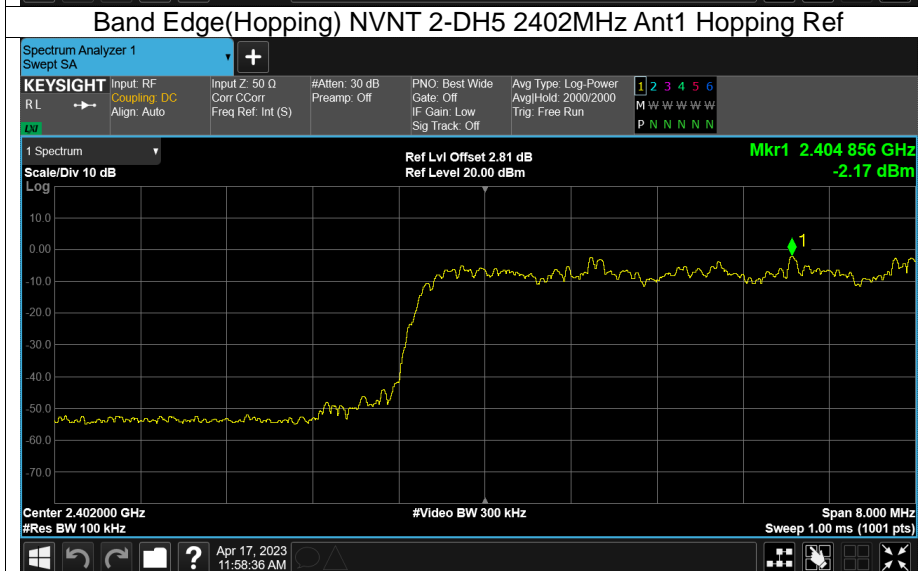 Band Edge(Hopping) NVNT 2-DH5 2402MHz Ant1 Hopping Ref
Spectrum Analyzer 1
Swept SA
+
KEYSIGHT
R L
LXI
Input: RF
Coupling: DC
Align: Auto
Input Z: 50 Ω
Corr CCorr
Freq Ref: Int (S)
#Atten: 30 dB
Preamp: Off
PNO: Best Wide
Gate: Off
IF Gain: Low
Sig Track: Off
Avg Type: Log-Power
Avg|Hold: 2000/2000
Trig: Free Run
1 2 3 4 5 6
M W W W W W
P N N N N N
1 Spectrum
Scale/Div 10 dB
Ref Lvl Offset 2.81 dB
Ref Level 20.00 dBm
Mkr1 2.404 856 GHz
-2.17 dBm
Log
10.0
0.00
-10.0
-20.0
-30.0
-40.0
-50.0
-60.0
-70.0
1
Center 2.402000 GHz
#Res BW 100 kHz
#Video BW 300 kHz
Span 8.000 MHz
Sweep 1.00 ms (1001 pts)
?
Apr 17, 2023
11:58:36 AM